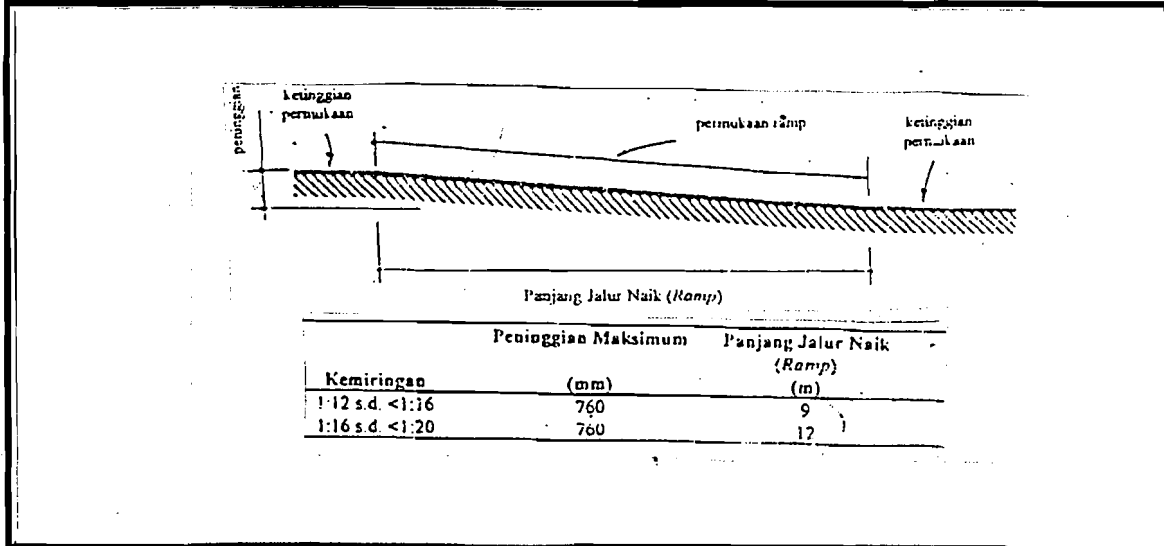 peninggian
ketinggian
permukaan
permukaan ramp
ketinggian
permukaan
Panjang Jalur Naik (Ramp)
Peninggian Maksimum Panjang Jalur Naik
(Ramp)
Kemiringan (mm) (m)
1:12 s.d. <1:16 760 9
1:16 s.d. <1:20 760 12